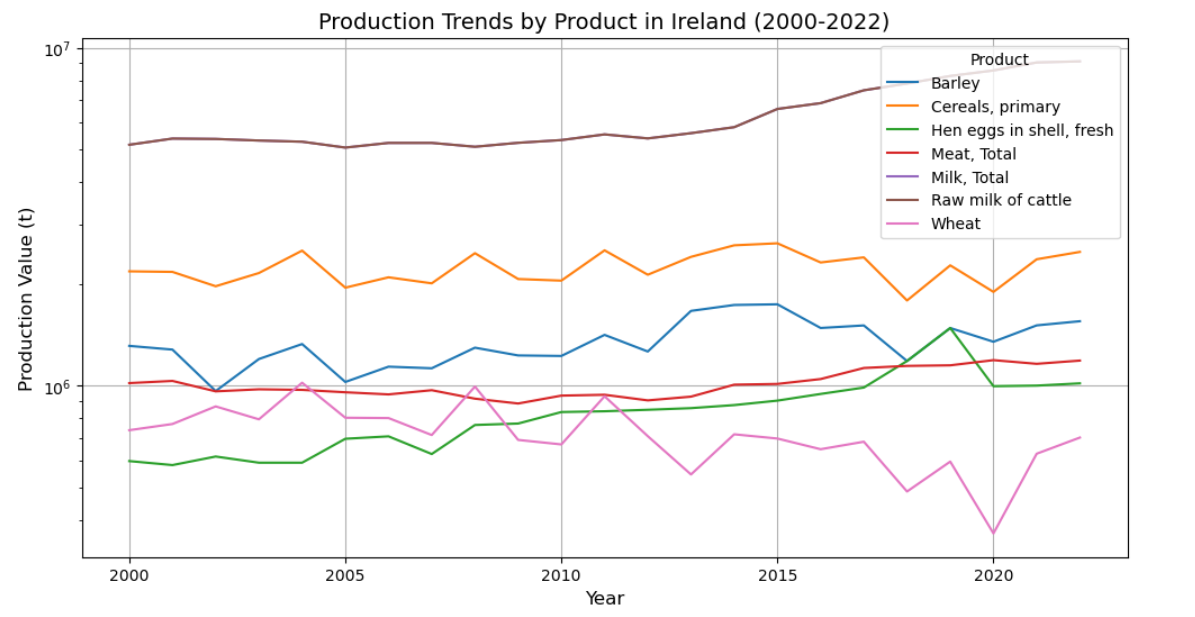 Production Trends by Product in Ireland (2000-2022)
10⁷
10⁶
Production Value (t)
Product
Barley
Cereals, primary
Hen eggs in shell, fresh
Meat, Total
Milk, Total
Raw milk of cattle
Wheat
2000 2005 2010 2015 2020
Year